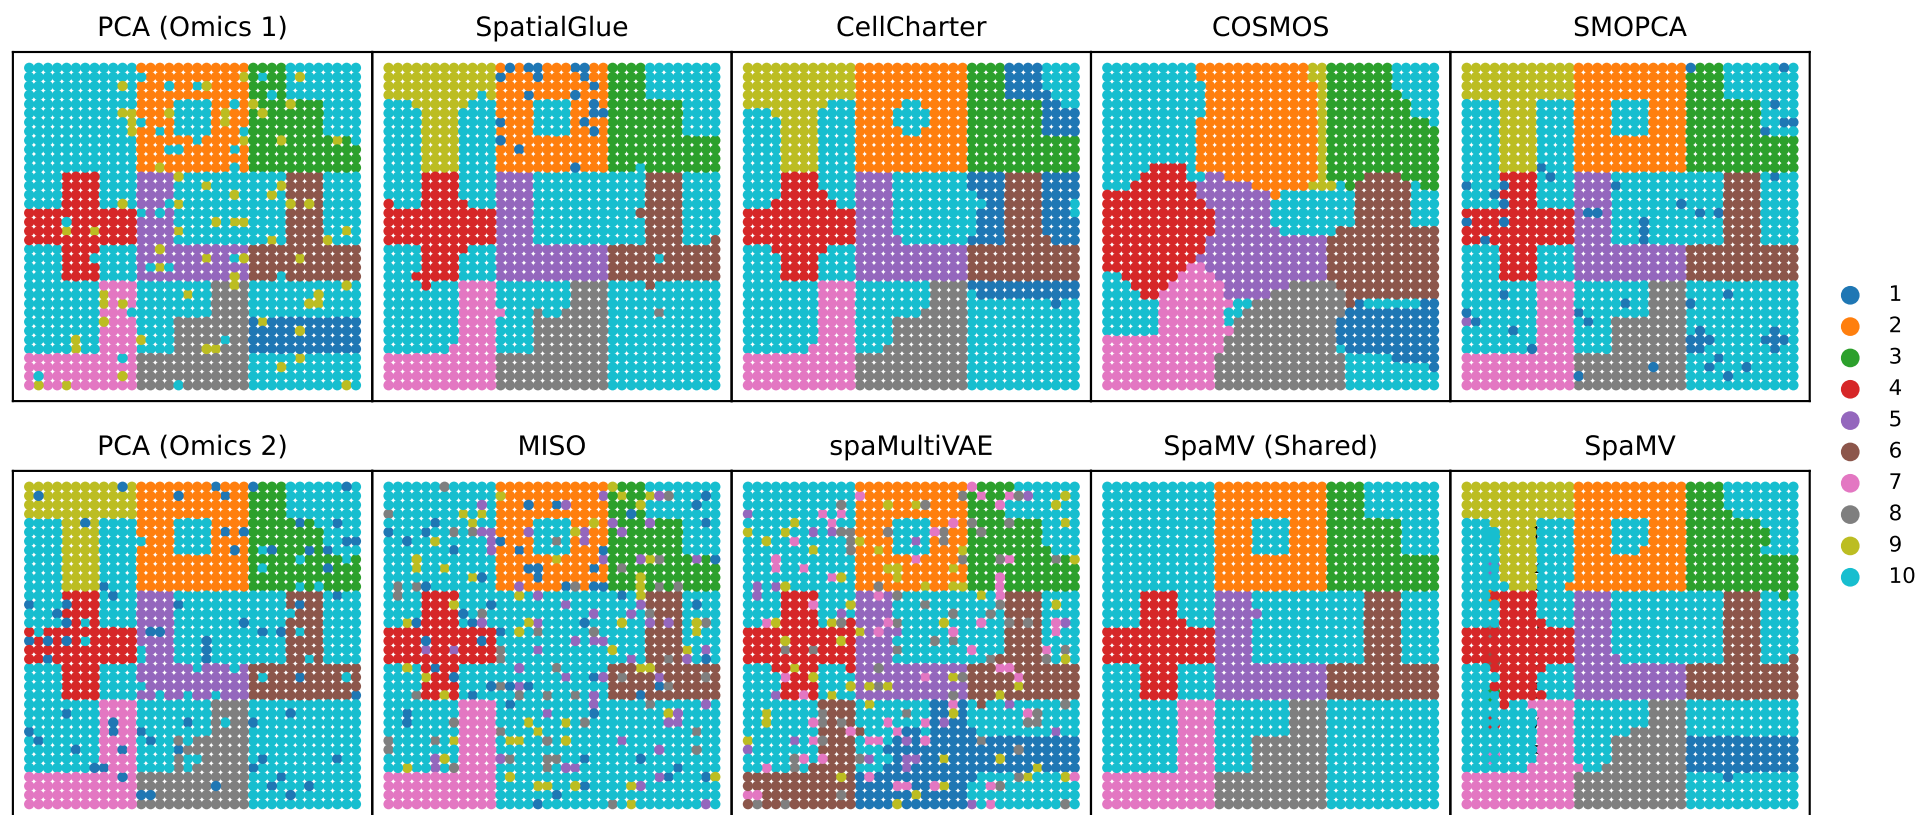 PCA (Omics 1)
SpatialGlue
CellCharter
COSMOS
SMOPCA
PCA (Omics 2)
MISO
spaMultiVAE
SpaMV (Shared)
SpaMV
1
2
3
4
5
6
7
8
9
10